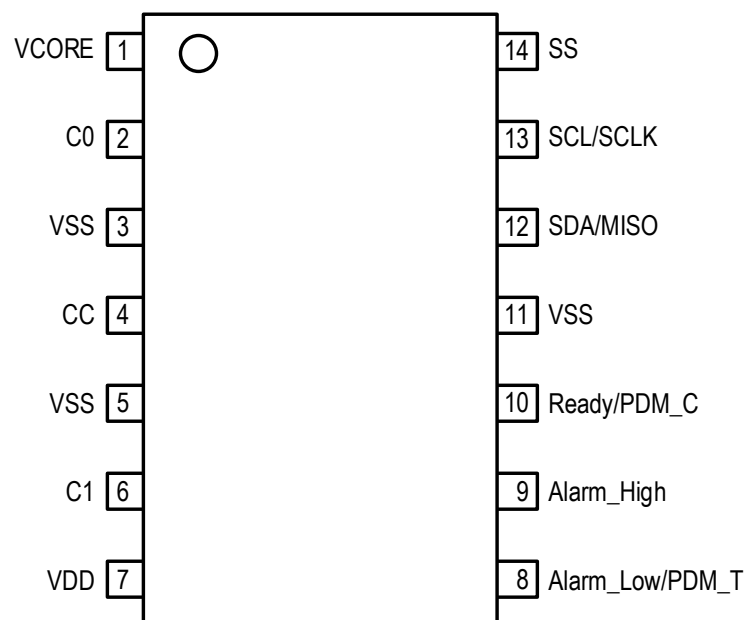 VCORE 1 14 SS
C0 2 13 SCL/SCLK
VSS 3 12 SDA/MISO
CC 4 11 VSS
VSS 5 10 Ready/PDM_C
C1 6 9 Alarm_High
VDD 7 8 Alarm_Low/PDM_T